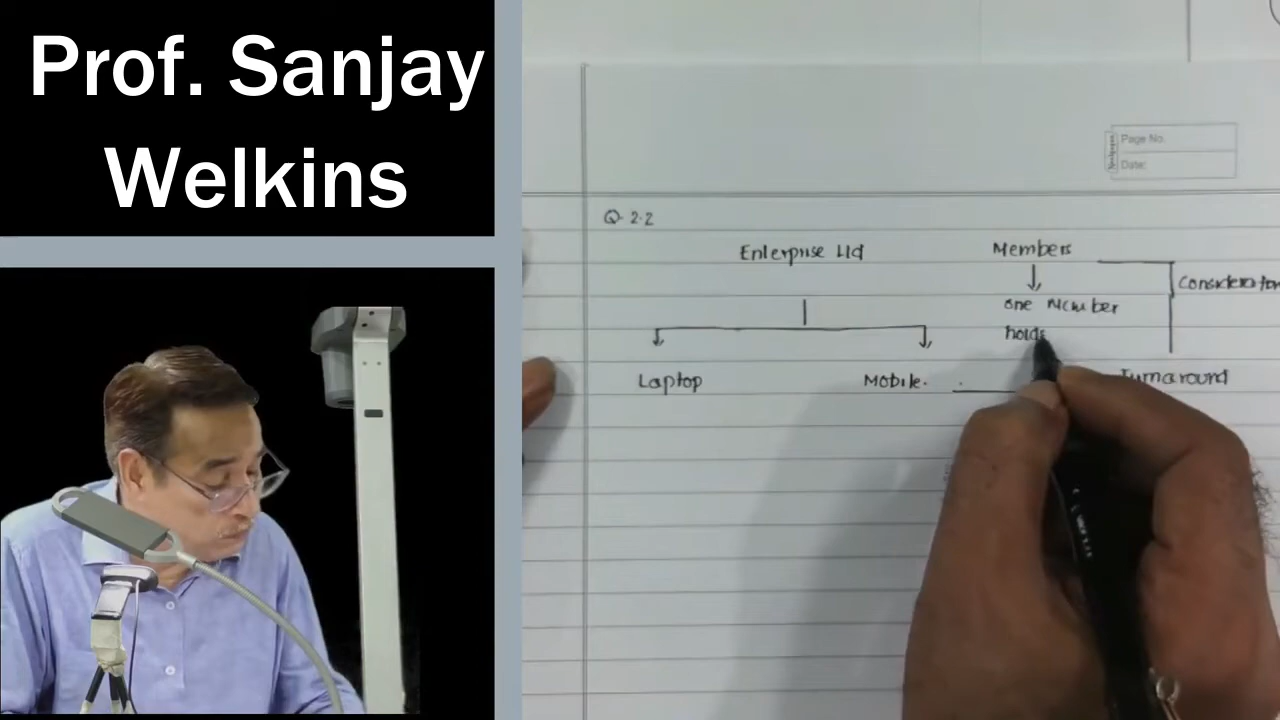 Prof. Sanjay
Welkins
Page No.
Date:
Q. 2.2
Enterprise Ltd
Members
Consideration
one Member
holds
Laptop
Mobile.
Turnaround